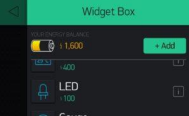 Widget Box
YOUR ENERGY BALANCE
1,600
+ Add
400
LED
100